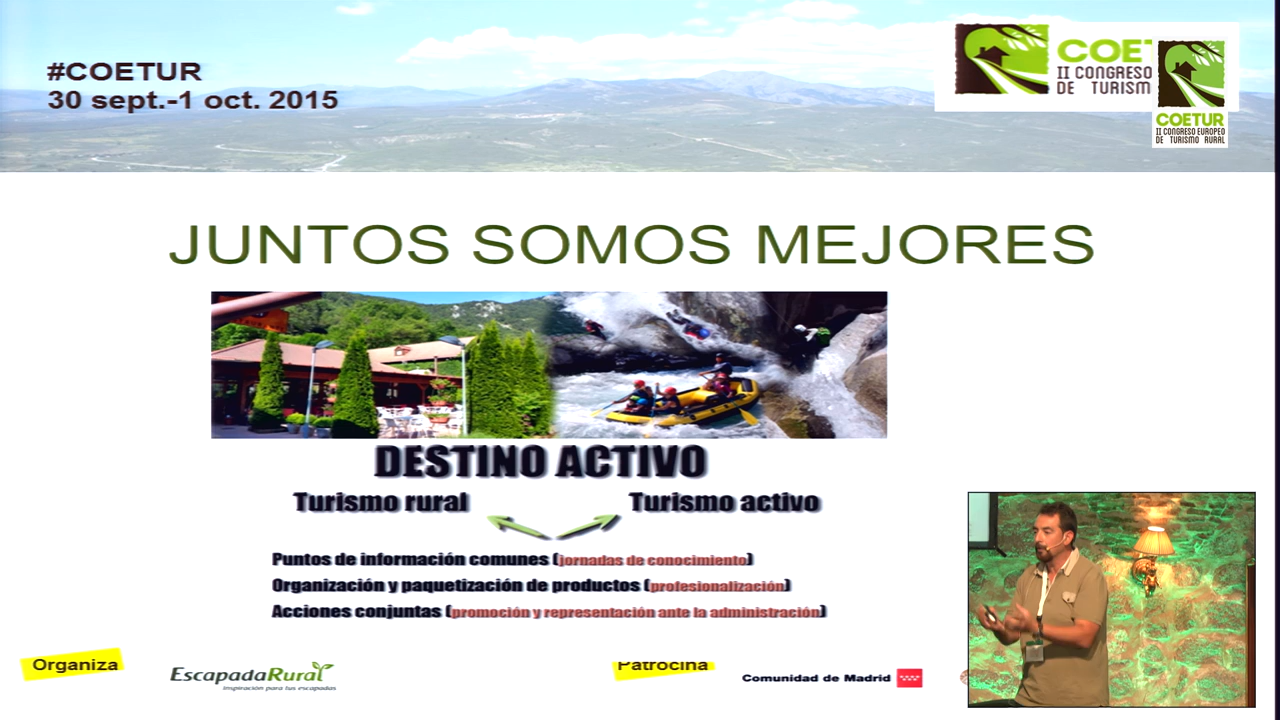 #COETUR
30 sept.-1 oct. 2015
COET
II CONGRESO
DE TURISM
COETUR
II CONGRESO EUROPEO
DE TURISMO RURAL
JUNTOS SOMOS MEJORES
DESTINO ACTIVO
Turismo rural
Turismo activo
Puntos de información comunes (jornadas de conocimiento)
Organización y paquetización de productos (profesionalización)
Acciones conjuntas (promoción y representación ante la administración)
Organiza
EscapadaRural
Inspiración para tus escapadas
Patrocina
Comunidad de Madrid